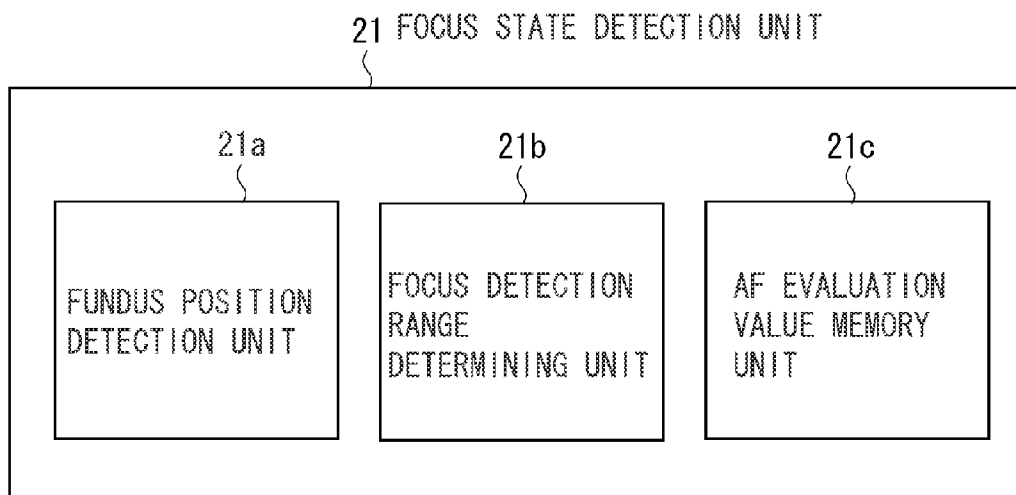 21 FOCUS STATE DETECTION UNIT
21a
21b
21c
FUNDUS POSITION
DETECTION UNIT
FOCUS DETECTION
RANGE
DETERMINING UNIT
AF EVALUATION
VALUE MEMORY
UNIT